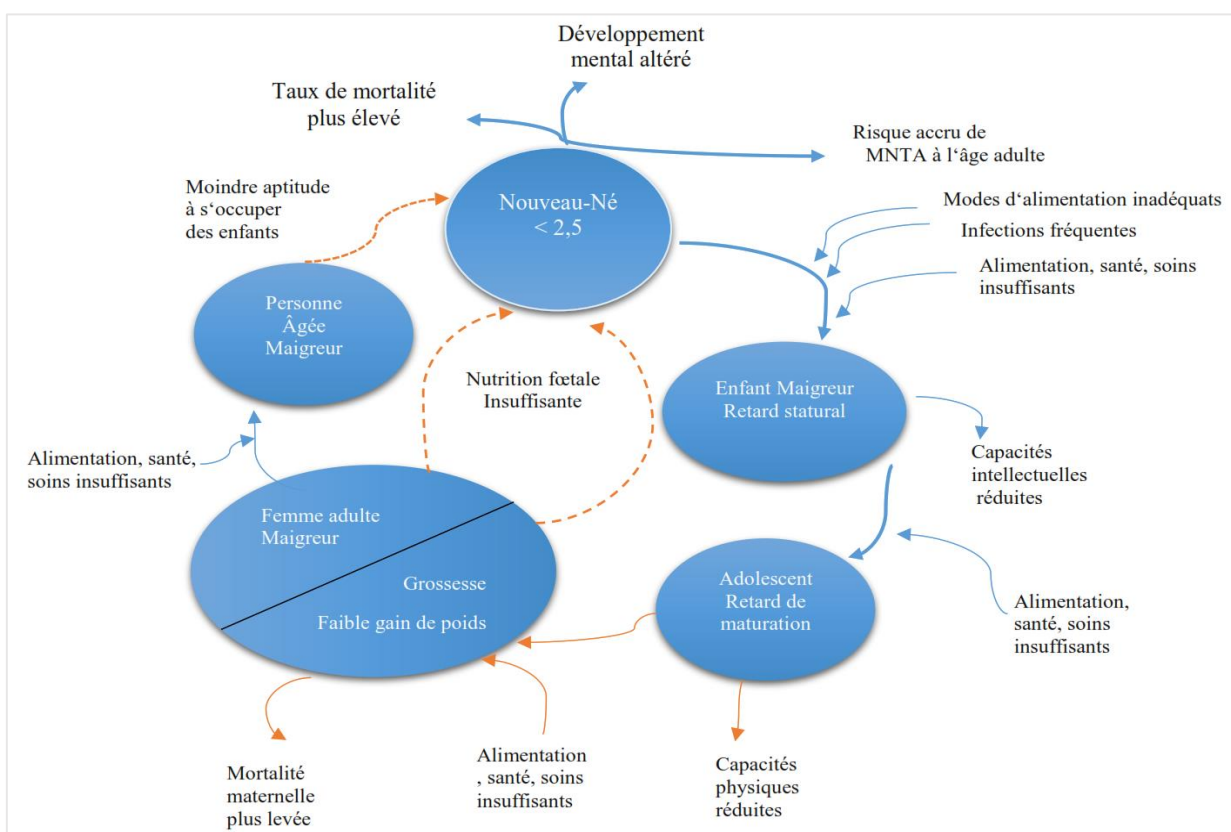 Développement
mental altéré
Taux de mortalité
plus élevé
Risque accru de
MNTA à l‘âge adulte
Moindre aptitude
à s‘occuper
des enfants
Nouveau-Né
< 2,5
Modes d‘alimentation inadéquats
Infections fréquentes
Alimentation, santé, soins
insuffisants
Personne
Âgée
Maigreur
Nutrition fœtale
Insuffisante
Enfant Maigreur
Retard statural
Alimentation, santé,
soins insuffisants
Capacités
intellectuelles
réduites
Femme adulte
Maigreur
Grossesse
Faible gain de poids
Adolescent
Retard de
maturation
Alimentation,
santé, soins
insuffisants
Mortalité
maternelle
plus levée
Alimentation
, santé, soins
insuffisants
Capacités
physiques
réduites